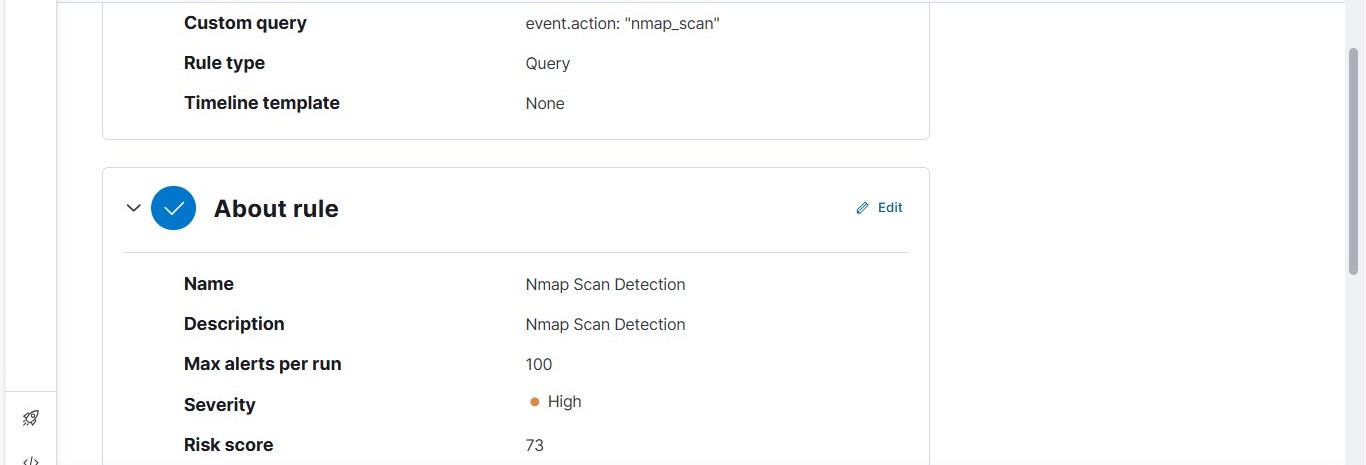 Custom query event.action: "nmap_scan"
Rule type Query
Timeline template None
About rule Edit
Name Nmap Scan Detection
Description Nmap Scan Detection
Max alerts per run 100
Severity High
Risk score 73